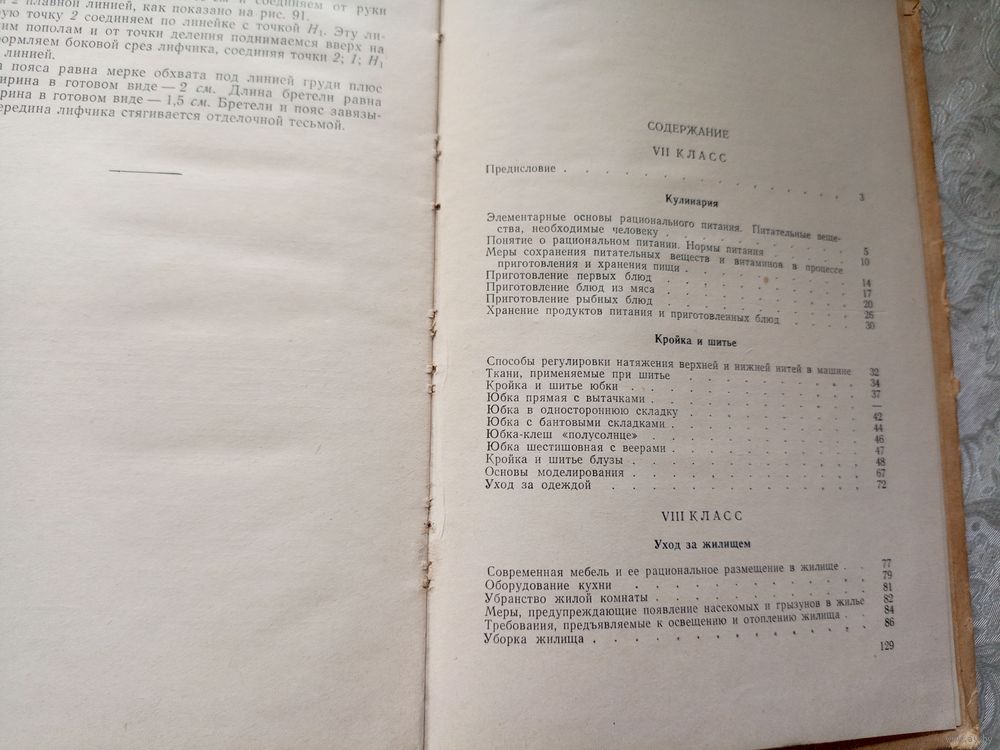 см и соединяем от руки
2 плавной линией, как показано на рис. 91.
точку 2 соединяем по линейке с точкой Н₁. Эту ли-
пополам и от точки деления поднимаемся вверх на
боковой срез лифчика, соединяя точки 2; 1; Н₁
линией.
пояса равна мерке обхвата под линией груди плюс
в готовом виде — 2 см. Длина бретели равна
в готовом виде — 1,5 см. Бретели и пояс завязы-
лифчика стягивается отделочной тесьмой.
СОДЕРЖАНИЕ
VII КЛАСС
Предисловие . . . . . . . . . . . . 3
Кулинария
Элементарные основы рационального питания. Питательные веще-
ства, необходимые человеку . . . . . . . . . 5
Понятие о рациональном питании. Нормы питания . . . . 10
Меры сохранения питательных веществ и витаминов в процессе
приготовления и хранения пищи . . . . . . . . 14
Приготовление первых блюд . . . . . . . . . 17
Приготовление блюд из мяса . . . . . . . . . 20
Приготовление рыбных блюд . . . . . . . . . 26
Хранение продуктов питания и приготовленных блюд . . . . 30
Кройка и шитье
Способы регулировки натяжения верхней и нижней нитей в машине 32
Ткани, применяемые при шитье . . . . . . . . 34
Кройка и шитье юбки . . . . . . . . . . 37
Юбка прямая с вытачками . . . . . . . . . —
Юбка в одностороннюю складку . . . . . . . . 42
Юбка с бантовыми складками . . . . . . . . 44
Юбка-клеш «полусолнце» . . . . . . . . . 46
Юбка шестишовная с веерами . . . . . . . . 47
Кройка и шитье блузы . . . . . . . . . . 48
Основы моделирования . . . . . . . . . . 67
Уход за одеждой . . . . . . . . . . . 72
VIII КЛАСС
Уход за жилищем
Современная мебель и ее рациональное размещение в жилище . . 77
Оборудование кухни . . . . . . . . . . 79
Убранство жилой комнаты . . . . . . . . . 81
Меры, предупреждающие появление насекомых и грызунов в жилье 82
Требования, предъявляемые к освещению и отоплению жилища . . 84
Уборка жилища . . . . . . . . . . . 86
129